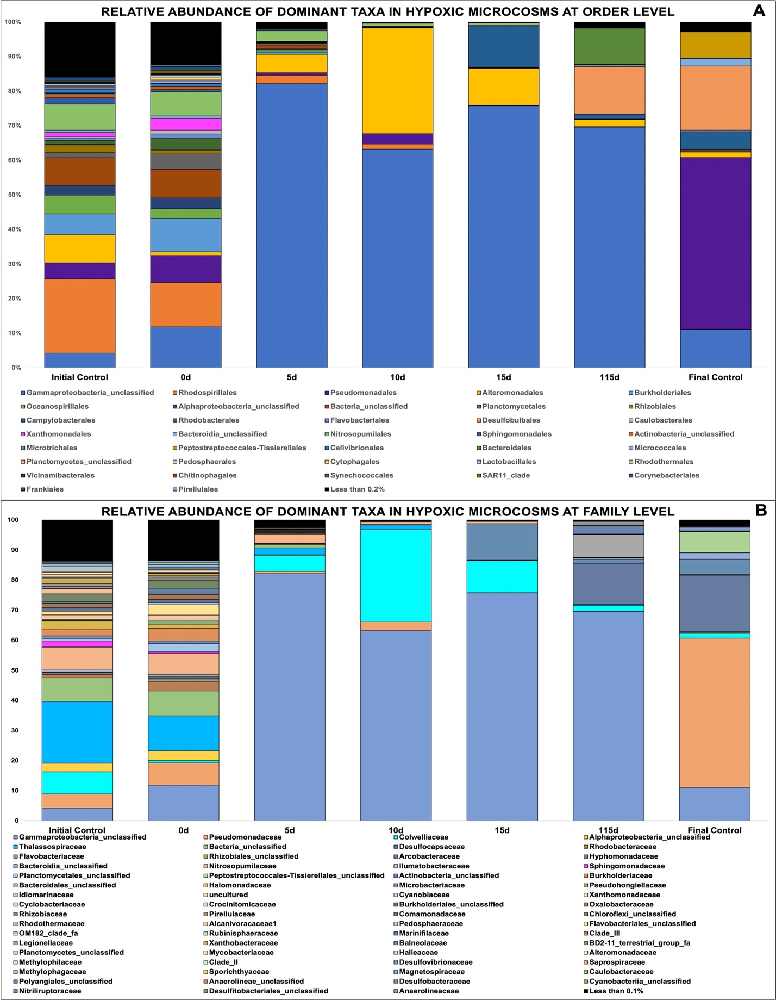 RELATIVE ABUNDANCE OF DOMINANT TAXA IN HYPOXIC MICROCOSMS AT ORDER LEVEL A
100%
90%
80%
70%
60%
50%
40%
30%
20%
10%
0%
Initial Control 0d 5d 10d 15d 115d Final Control
Gammaproteobacteria_unclassified Rhodospirillales Pseudomonadales Alteromonadales Burkholderiales
Oceanospirillales Alphaproteobacteria_unclassified Bacteria_unclassified Planctomycetales Rhizobiales
Campylobacterales Rhodobacterales Flavobacteriales Desulfobulbales Caulobacterales
Xanthomonadales Bacteroidia_unclassified Nitrosopumilales Sphingomonadales Actinobacteria_unclassified
Microtrichales Peptostreptococcales-Tissierellales Cellvibrionales Bacteroidales Micrococcales
Planctomycetes_unclassified Pedosphaerales Cytophagales Lactobacillales Rhodothermales
Vicinamibacterales Chitinophagales Synechococcales SAR11_clade Corynebacteriales
Frankiales Pirellulales Less than 0.2%
RELATIVE ABUNDANCE OF DOMINANT TAXA IN HYPOXIC MICROCOSMS AT FAMILY LEVEL B
100
90
80
70
60
50
40
30
20
10
0
Initial Control 0d 5d 10d 15d 115d Final Control
Gammaproteobacteria_unclassified Pseudomonadaceae Colwelliaceae Alphaproteobacteria_unclassified
Thalassospiraceae Bacteria_unclassified Desulfocapsaceae Rhodobacteraceae
Flavobacteriaceae Rhizobiales_unclassified Arcobacteraceae Hyphomonadaceae
Bacteroidia_unclassified Nitrosopumilaceae Ilumatobacteraceae Sphingomonadaceae
Planctomycetales_unclassified Peptostreptococcales-Tissierellales_unclassified Actinobacteria_unclassified Burkholderiaceae
Bacteroidales_unclassified Halomonadaceae Microbacteriaceae Pseudohongiellaceae
Idiomarinaceae uncultured Cyanobiaceae Xanthomonadaceae
Cyclobacteriaceae Crocinitomicaceae Burkholderiales_unclassified Oxalobacteraceae
Rhizobiaceae Pirellulaceae Comamonadaceae Chloroflexi_unclassified
Rhodothermaceae Alcanivoracaceae1 Pedosphaeraceae Flavobacteriales_unclassified
OM182_clade_fa Rubinisphaeraceae Marinifilaceae Clade_III
Legionellaceae Xanthobacteraceae Balneolaceae BD2-11_terrestrial_group_fa
Planctomycetes_unclassified Mycobacteriaceae Halieaceae Alteromonadaceae
Methylophilaceae Clade_II Desulfovibrionaceae Saprospiraceae
Methylophagaceae Sporichthyaceae Magnetospiraceae Caulobacteraceae
Polyangiales_unclassified Anaerolineae_unclassified Desulfobacteraceae Cyanobacteriia_unclassified
Nitriliruptoraceae Desulfitobacteriales_unclassified Anaerolineaceae Less than 0.1%